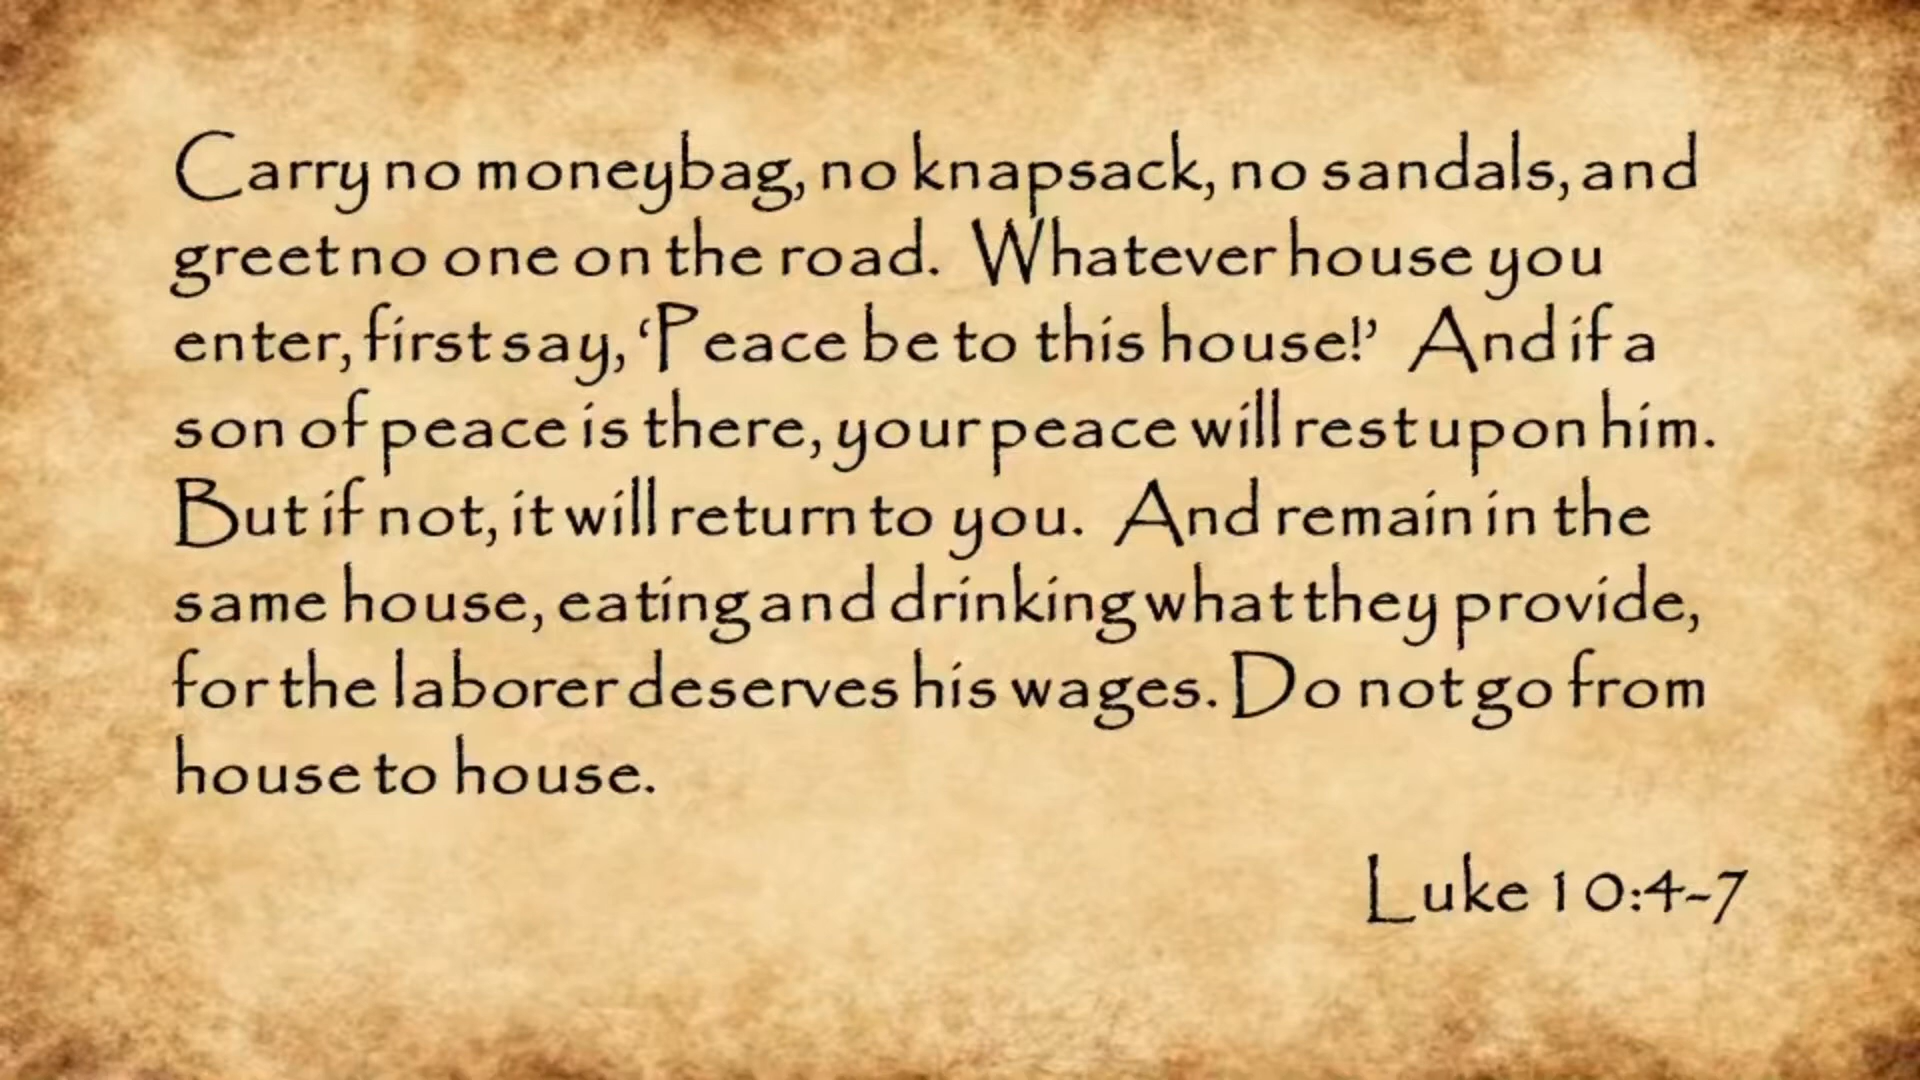 Carry no moneybag, no knapsack, no sandals, and
greet no one on the road. Whatever house you
enter, first say, ‘Peace be to this house!’ And if a
son of peace is there, your peace will rest upon him.
But if not, it will return to you. And remain in the
same house, eating and drinking what they provide,
for the laborer deserves his wages. Do not go from
house to house.
Luke 10:4-7